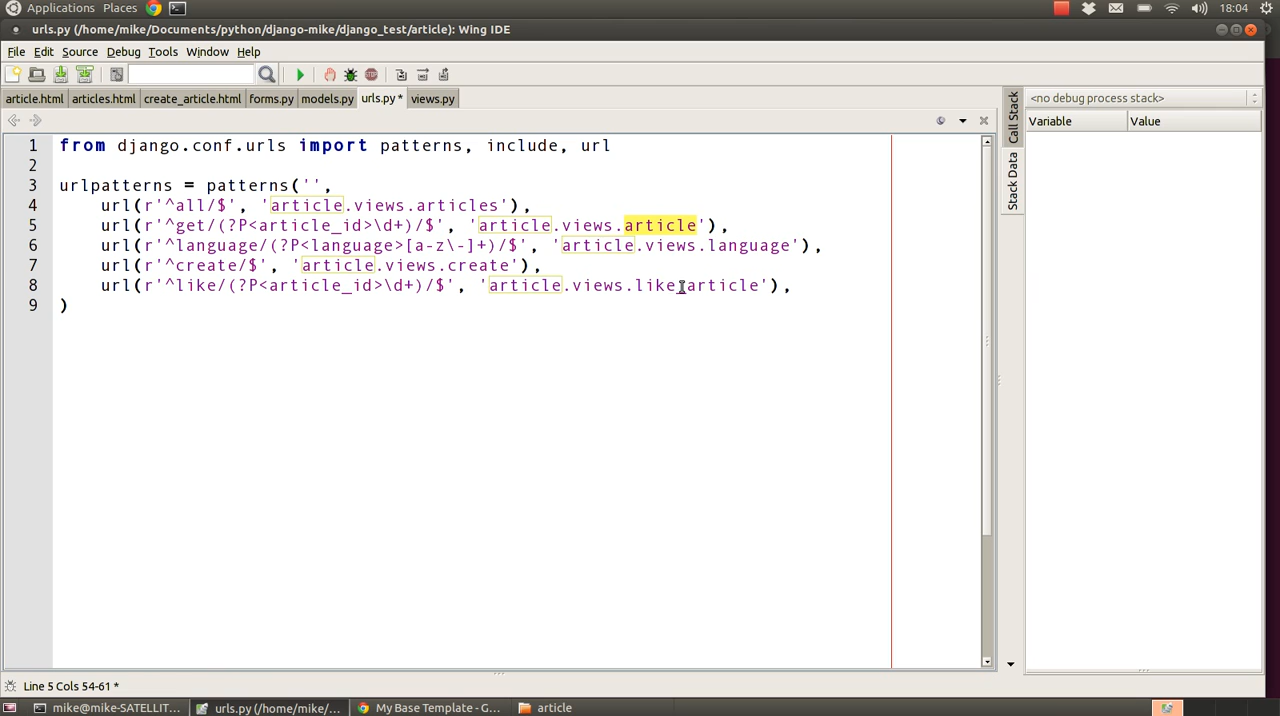 Applications Places 18:04
urls.py (/home/mike/Documents/python/django-mike/django_test/article): Wing IDE
File Edit Source Debug Tools Window Help
article.html articles.html create_article.html forms.py models.py urls.py * views.py
<no debug process stack>
Variable Value
Call Stack
Stack Data
1 from django.conf.urls import patterns, include, url
2
3 urlpatterns = patterns('',
4 url(r'^all/$', 'article.views.articles'),
5 url(r'^get/(?P<article_id>\d+)/$', 'article.views.article'),
6 url(r'^language/(?P<language>[a-z\-]+)/$', 'article.views.language'),
7 url(r'^create/$', 'article.views.create'),
8 url(r'^like/(?P<article_id>\d+)/$', 'article.views.like_article'),
9 )
Line 5 Cols 54-61 *
mike@mike-SATELLIT... urls.py (/home/mike/... My Base Template - G... article